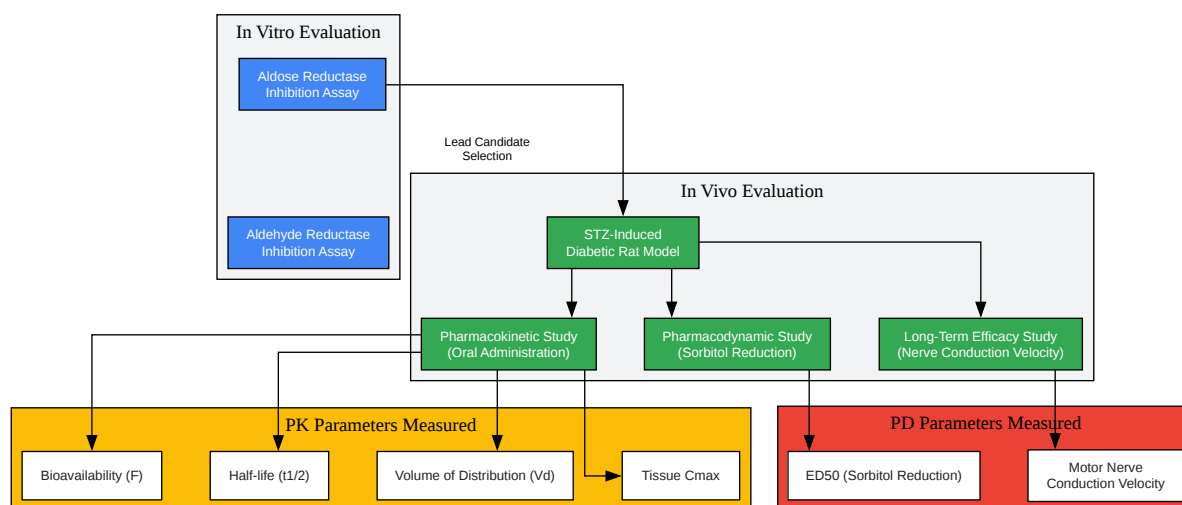 In Vitro Evaluation
Aldose Reductase
Inhibition Assay
Lead Candidate
Selection
In Vivo Evaluation
Aldehyde Reductase
Inhibition Assay
STZ-Induced
Diabetic Rat Model
Pharmacokinetic Study
(Oral Administration)
Pharmacodynamic Study
(Sorbitol Reduction)
Long-Term Efficacy Study
(Nerve Conduction Velocity)
PK Parameters Measured
Bioavailability (F)
Half-life (t1/2)
Volume of Distribution (Vd)
Tissue Cmax
PD Parameters Measured
ED50 (Sorbitol Reduction)
Motor Nerve
Conduction Velocity